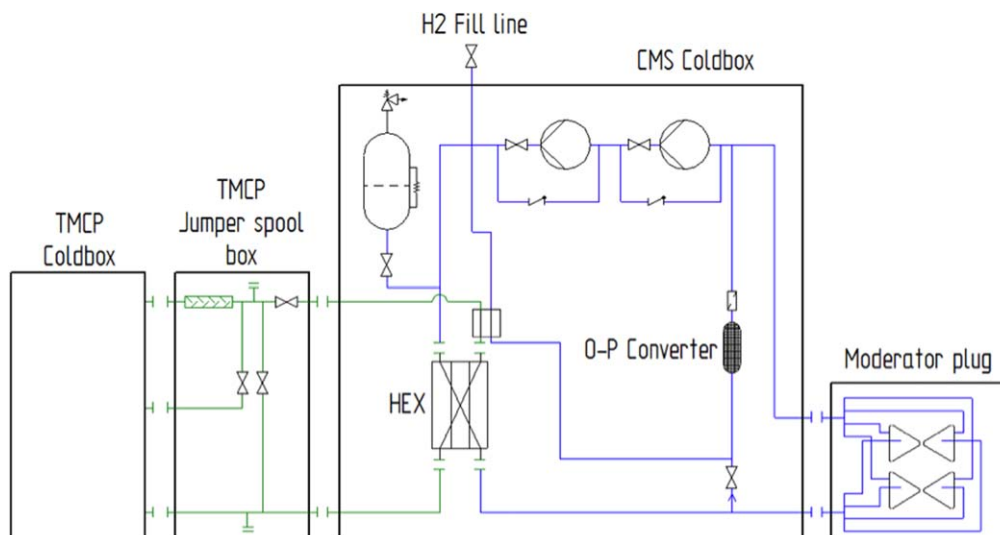 H2 Fill line
CMS Coldbox
TMCP
Jumper spool
box
TMCP
Coldbox
O-P Converter
HEX
Moderator plug